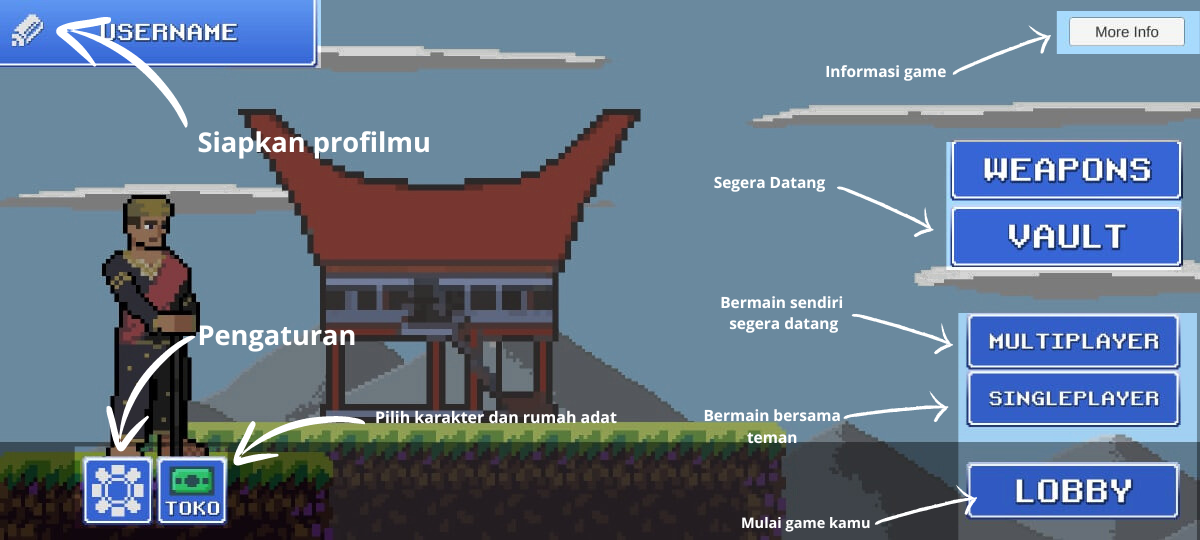 USERNAME
More Info
Informasi game
Siapkan profilmu
WEAPONS
Segera Datang
VAULT
Bermain sendiri
segera datang
Pengaturan
MULTIPLAYER
SINGLEPLAYER
Pilih karakter dan rumah adat
Bermain bersama
teman
LOBBY
TOKO
Mulai game kamu